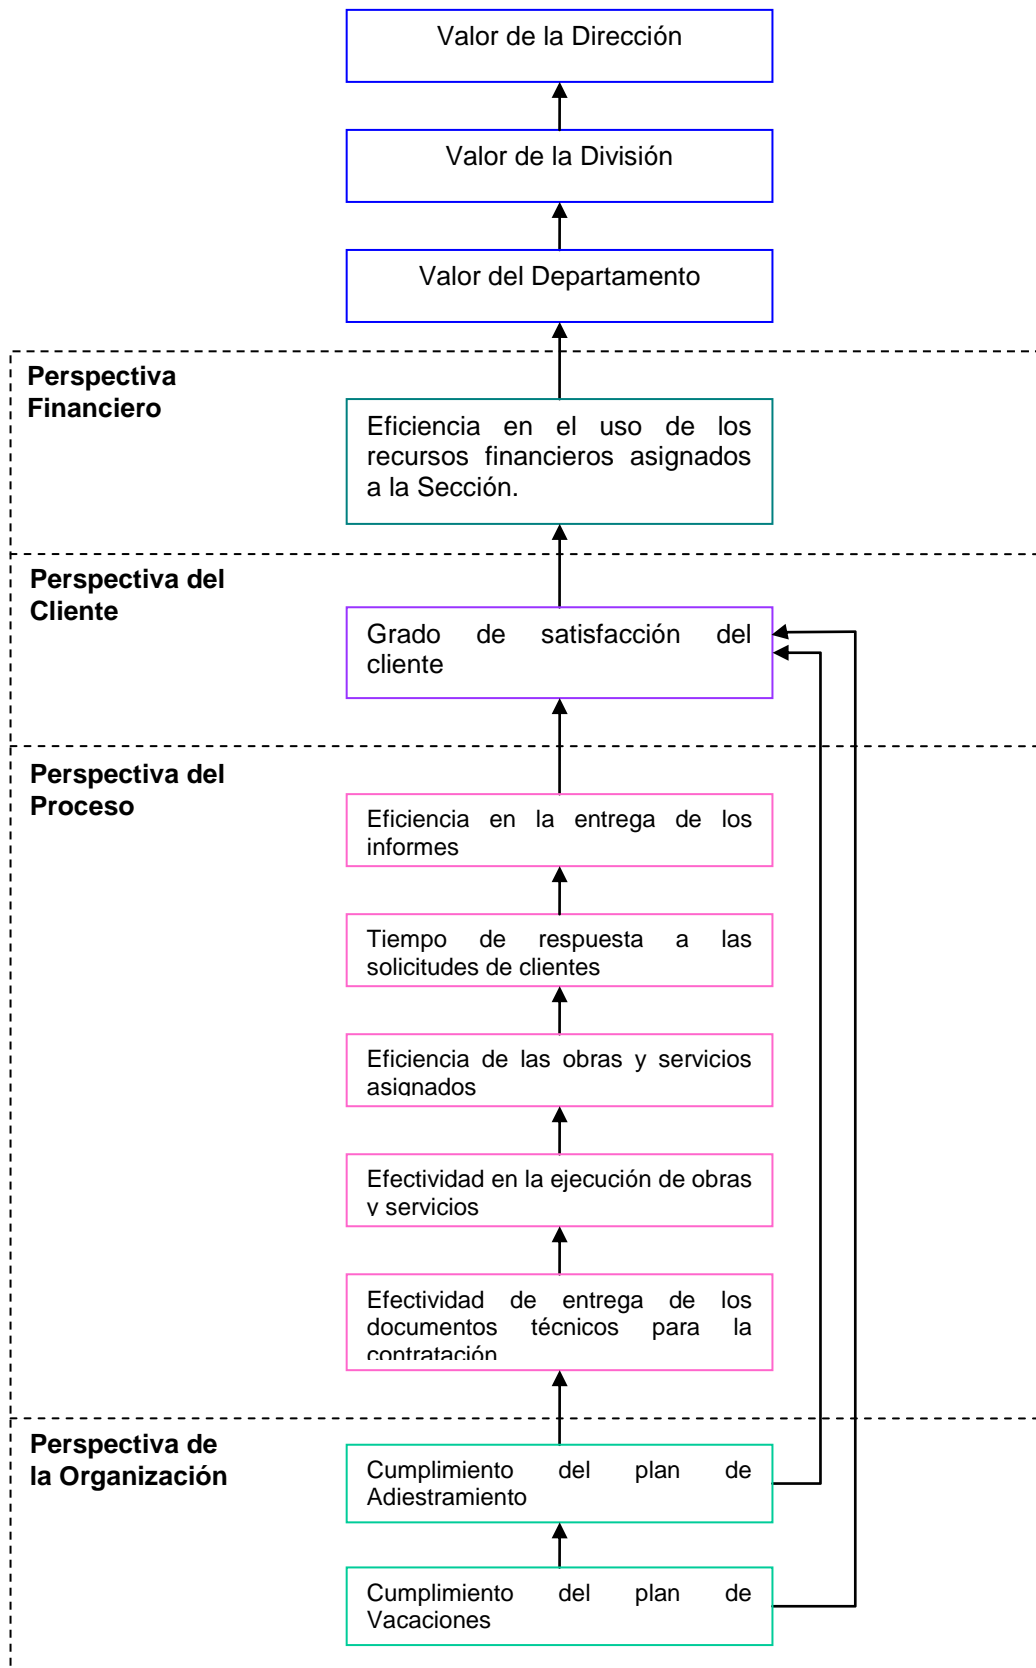 Valor de la Dirección
Valor de la División
Valor del Departamento
Perspectiva
Financiero
Eficiencia en el uso de los
recursos financieros asignados
a la Sección.
Perspectiva del
Cliente
Grado de satisfacción del
cliente
Perspectiva del
Proceso
Eficiencia en la entrega de los
informes
Tiempo de respuesta a las
solicitudes de clientes
Eficiencia de las obras y servicios
asignados
Efectividad en la ejecución de obras
y servicios
Efectividad de entrega de los
documentos técnicos para la
contratación
Perspectiva de
la Organización
Cumplimiento del plan de
Adiestramiento
Cumplimiento del plan de
Vacaciones